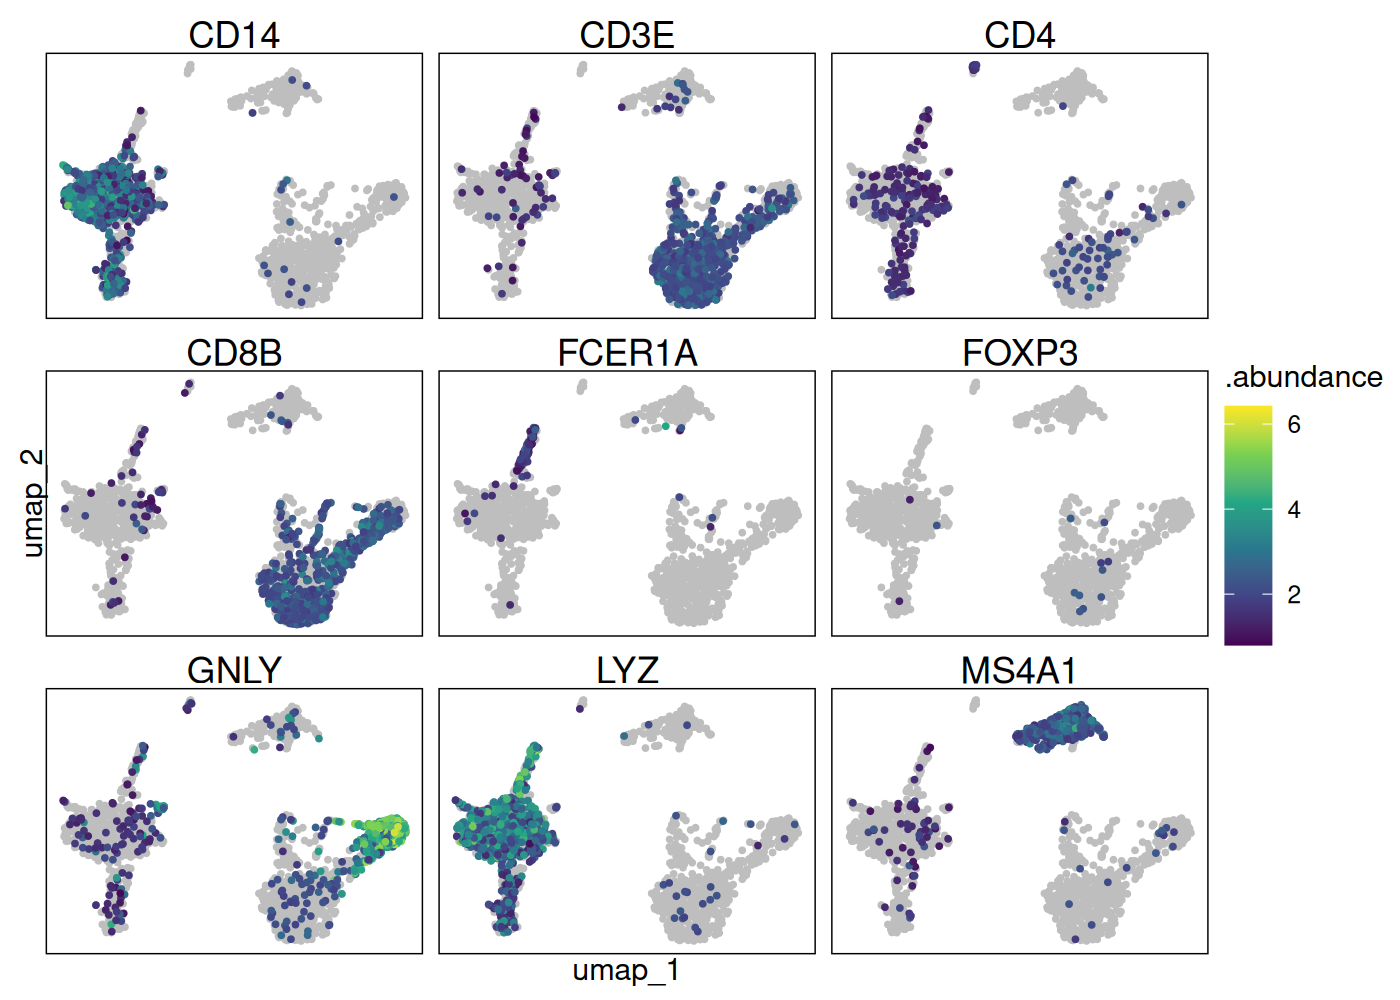 CD14 CD3E CD4
CD8B FCER1A FOXP3
.abundance
6
4
2
umap_2
GNLY LYZ MS4A1
umap_1